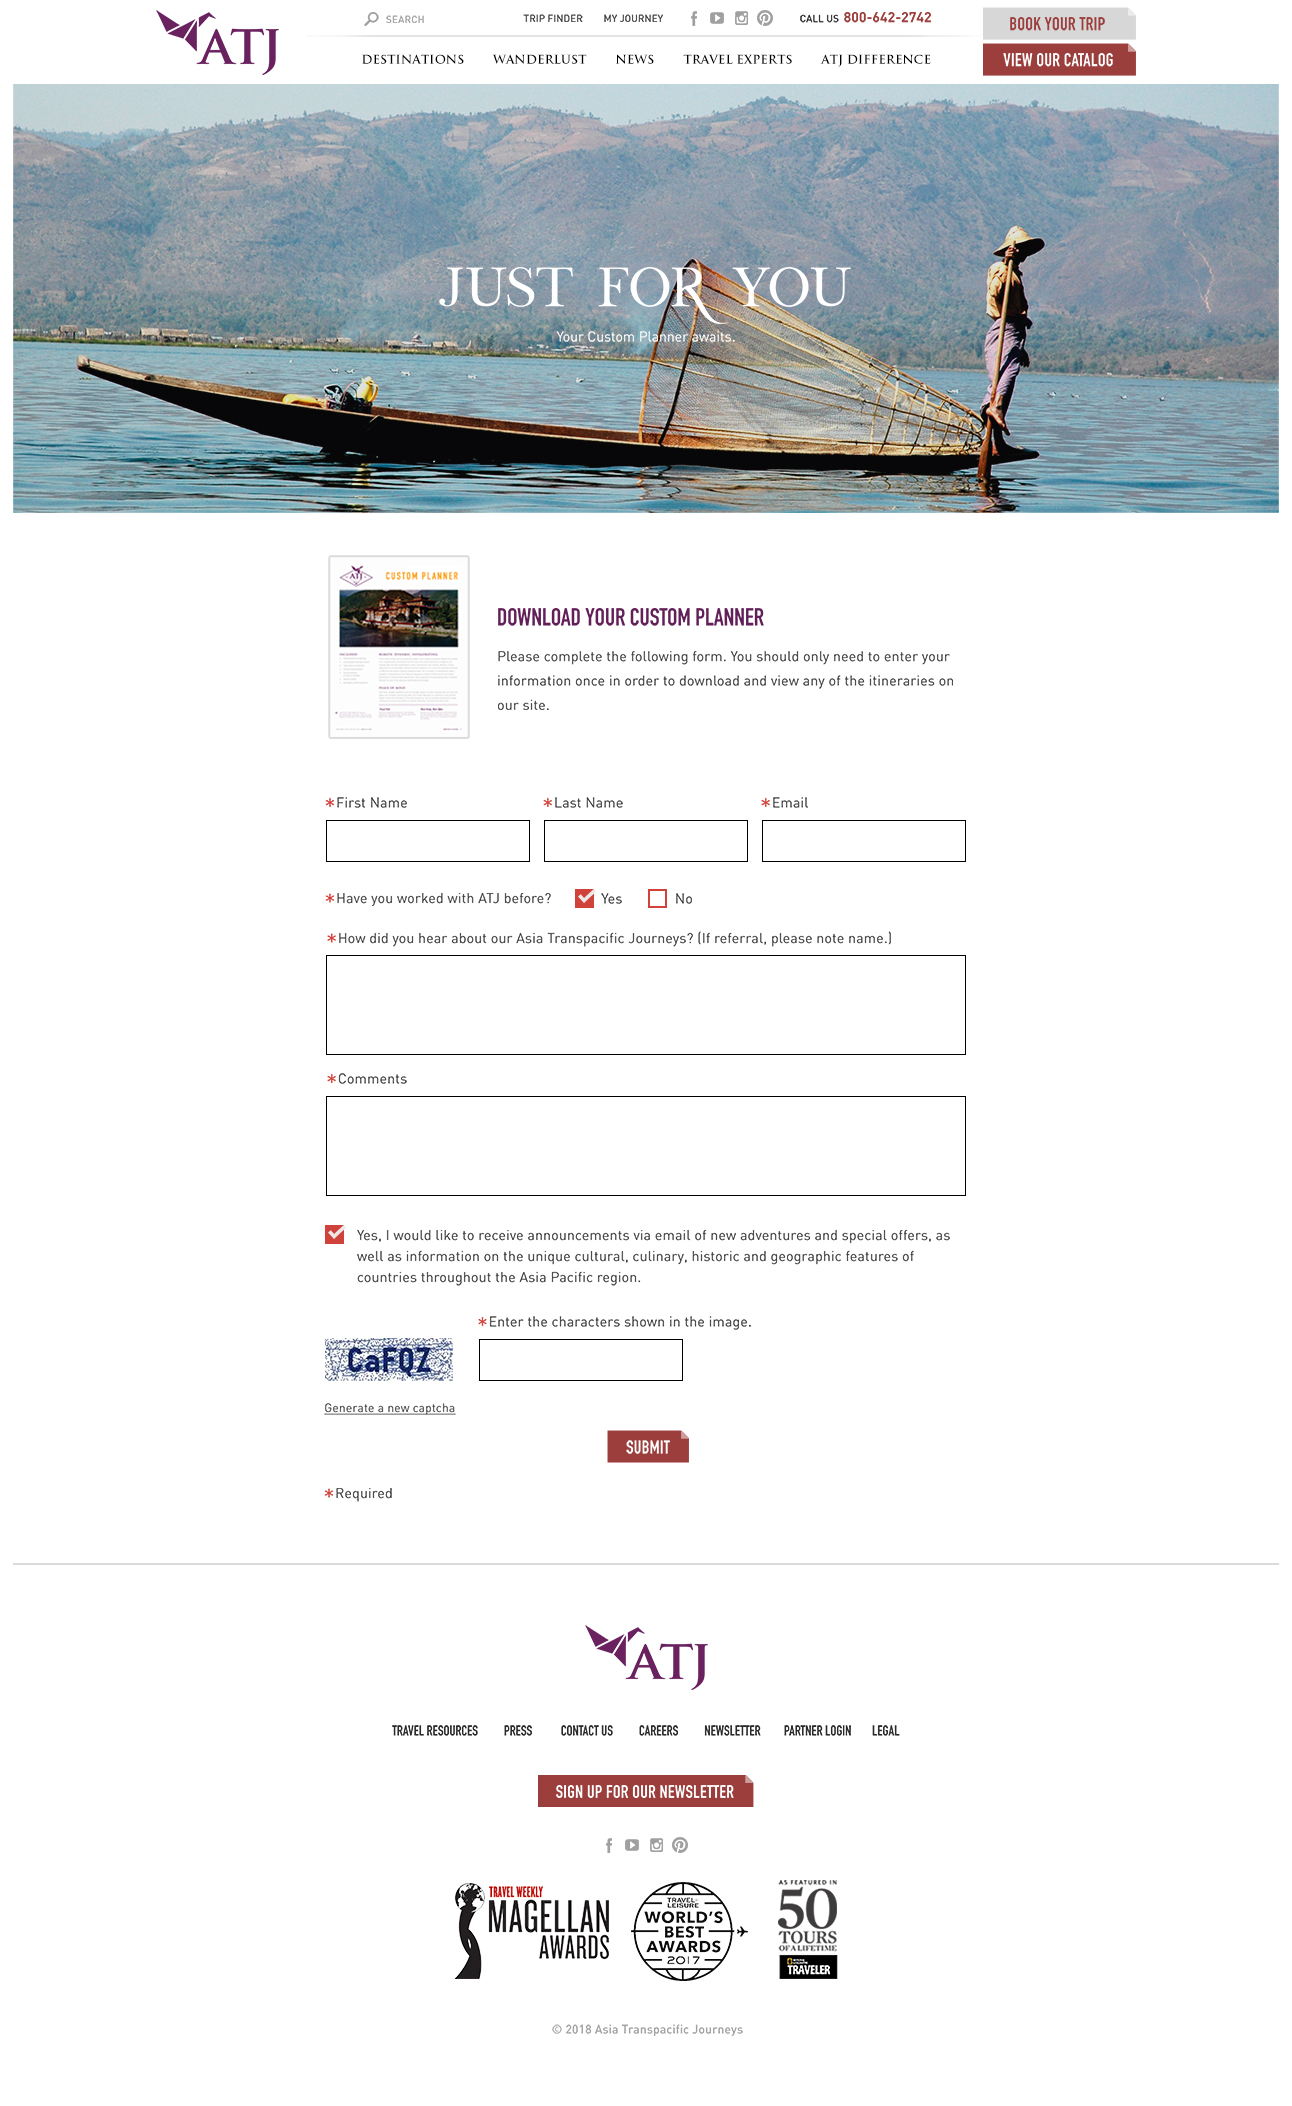 ATJ
SEARCH
TRIP FINDER
MY JOURNEY
CALL US 800-642-2742
BOOK YOUR TRIP
DESTINATIONS
WANDERLUST
NEWS
TRAVEL EXPERTS
ATJ DIFFERENCE
VIEW OUR CATALOG
JUST FOR YOU
Your Custom Planner awaits.
ATJ
CUSTOM PLANNER
DOWNLOAD YOUR CUSTOM PLANNER
Please complete the following form. You should only need to enter your
information once in order to download and view any of the itineraries on
our site.
*First Name
*Last Name
*Email
*Have you worked with ATJ before?
Yes
No
*How did you hear about our Asia Transpacific Journeys? (If referral, please note name.)
*Comments
Yes, I would like to receive announcements via email of new adventures and special offers, as
well as information on the unique cultural, culinary, historic and geographic features of
countries throughout the Asia Pacific region.
*Enter the characters shown in the image.
CaFQZ
Generate a new captcha
SUBMIT
*Required
ATJ
TRAVEL RESOURCES
PRESS
CONTACT US
CAREERS
NEWSLETTER
PARTNER LOGIN
LEGAL
SIGN UP FOR OUR NEWSLETTER
TRAVEL WEEKLY
MAGELLAN
AWARDS
TRAVEL+
LEISURE
WORLD'S
BEST
AWARDS
2017
AS FEATURED IN
50
TOURS
OF A LIFETIME
TRAVELER
© 2018 Asia Transpacific Journeys